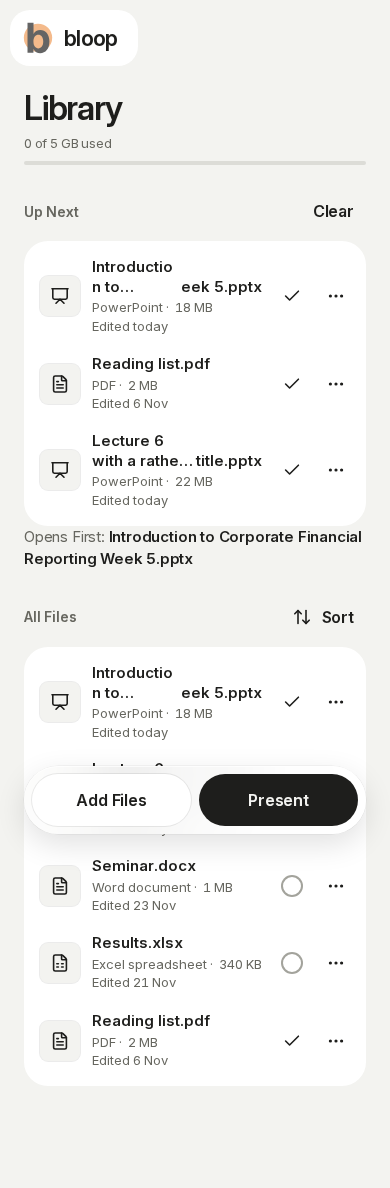 bloop
Library
0 of 5 GB used
Up Next
Clear
Introductio
n to… eek 5.pptx
PowerPoint · 18 MB
Edited today
Reading list.pdf
PDF · 2 MB
Edited 6 Nov
Lecture 6
with a rathe… title.pptx
PowerPoint · 22 MB
Edited today
Opens First: Introduction to Corporate Financial
Reporting Week 5.pptx
All Files
Sort
Introductio
n to… eek 5.pptx
PowerPoint · 18 MB
Edited today
Add Files
Present
Seminar.docx
Word document · 1 MB
Edited 23 Nov
Results.xlsx
Excel spreadsheet · 340 KB
Edited 21 Nov
Reading list.pdf
PDF · 2 MB
Edited 6 Nov